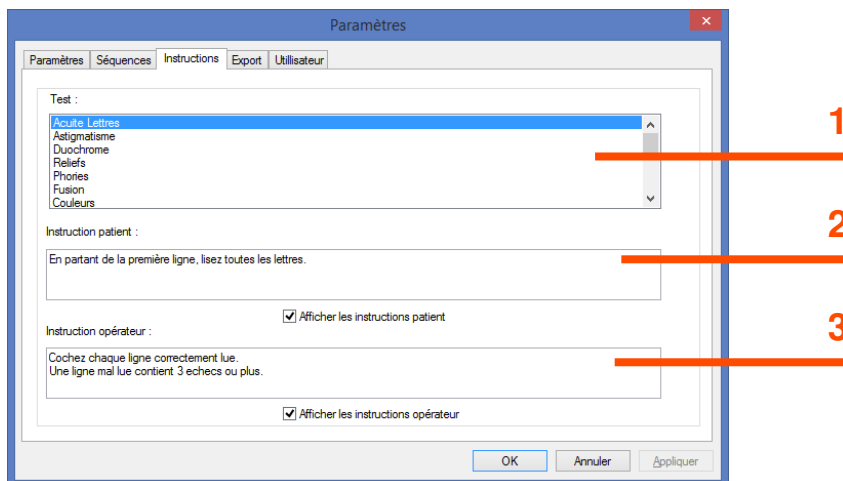 Paramètres
Paramètres Séquences Instructions Export Utilisateur
Test :
Acuite Lettres
Astigmatisme
Duochrome
Reliefs
Phories
Fusion
Couleurs
1
Instruction patient :
2
En partant de la première ligne, lisez toutes les lettres.
Afficher les instructions patient
Instruction opérateur :
3
Cochez chaque ligne correctement lue.
Une ligne mal lue contient 3 echecs ou plus.
Afficher les instructions opérateur
OK Annuler Appliquer